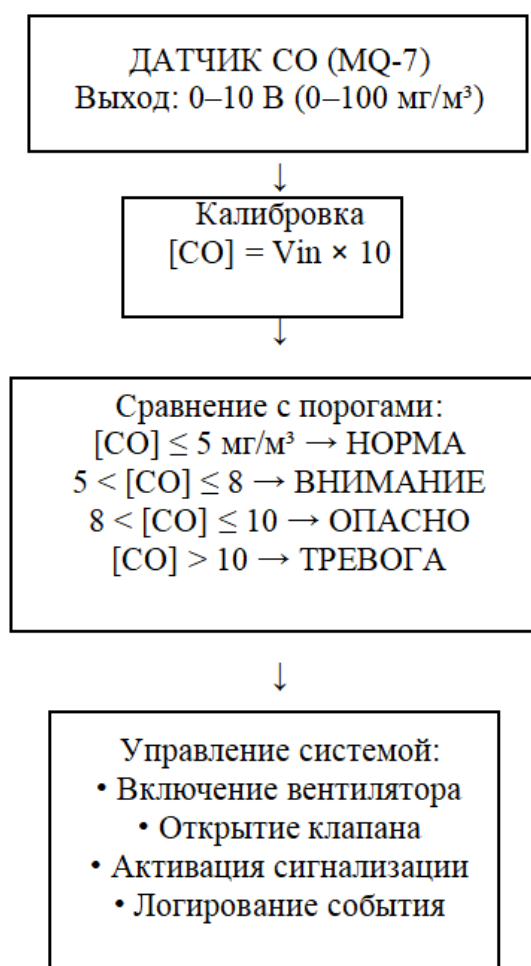 ДАТЧИК CO (MQ-7)
Выход: 0–10 В (0–100 мг/м³)
↓
Калибровка
[CO] = Vin × 10
↓
Сравнение с порогами:
[CO] ≤ 5 мг/м³ → НОРМА
5 < [CO] ≤ 8 → ВНИМАНИЕ
8 < [CO] ≤ 10 → ОПАСНО
[CO] > 10 → ТРЕВОГА
↓
Управление системой:
• Включение вентилятора
• Открытие клапана
• Активация сигнализации
• Логирование события